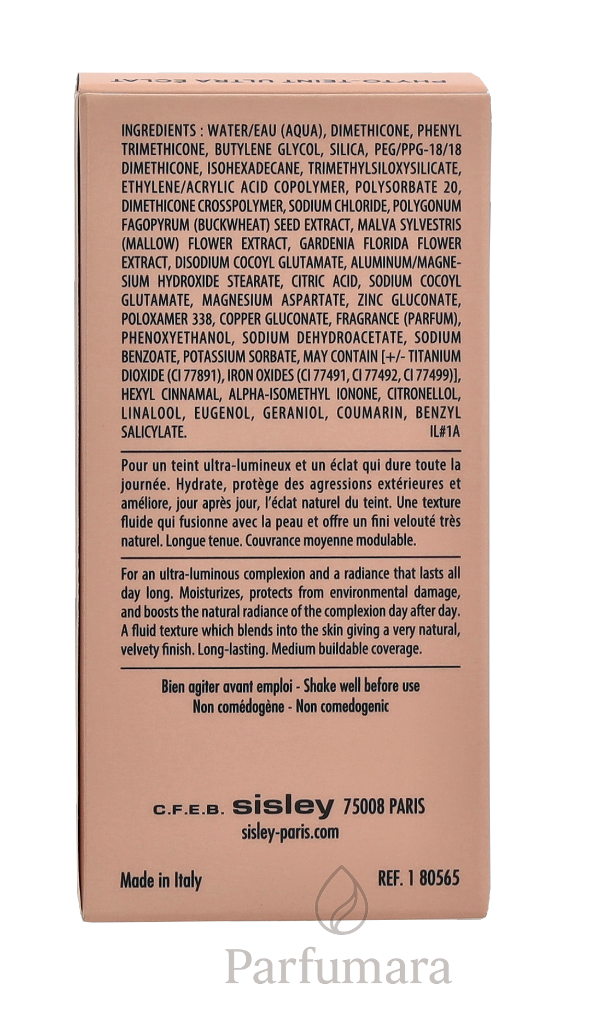 PHYTO-TEINT ULTRA ÉCLAT
INGREDIENTS : WATER/EAU (AQUA), DIMETHICONE, PHENYL
TRIMETHICONE, BUTYLENE GLYCOL, SILICA, PEG/PPG-18/18
DIMETHICONE, ISOHEXADECANE, TRIMETHYLSILOXYSILICATE,
ETHYLENE/ACRYLIC ACID COPOLYMER, POLYSORBATE 20,
DIMETHICONE CROSSPOLYMER, SODIUM CHLORIDE, POLYGONUM
FAGOPYRUM (BUCKWHEAT) SEED EXTRACT, MALVA SYLVESTRIS
(MALLOW) FLOWER EXTRACT, GARDENIA FLORIDA FLOWER
EXTRACT, DISODIUM COCOYL GLUTAMATE, ALUMINUM/MAGNE-
SIUM HYDROXIDE STEARATE, CITRIC ACID, SODIUM COCOYL
GLUTAMATE, MAGNESIUM ASPARTATE, ZINC GLUCONATE,
POLOXAMER 338, COPPER GLUCONATE, FRAGRANCE (PARFUM),
PHENOXYETHANOL, SODIUM DEHYDROACETATE, SODIUM
BENZOATE, POTASSIUM SORBATE, MAY CONTAIN [+/- TITANIUM
DIOXIDE (CI 77891), IRON OXIDES (CI 77491, CI 77492, CI 77499)],
HEXYL CINNAMAL, ALPHA-ISOMETHYL IONONE, CITRONELLOL,
LINALOOL, EUGENOL, GERANIOL, COUMARIN, BENZYL
SALICYLATE. IL#1A
Pour un teint ultra-lumineux et un éclat qui dure toute la
journée. Hydrate, protège des agressions extérieures et
améliore, jour après jour, l'éclat naturel du teint. Une texture
fluide qui fusionne avec la peau et offre un fini velouté très
naturel. Longue tenue. Couvrance moyenne modulable.
For an ultra-luminous complexion and a radiance that lasts all
day long. Moisturizes, protects from environmental damage,
and boosts the natural radiance of the complexion day after day.
A fluid texture which blends into the skin giving a very natural,
velvety finish. Long-lasting. Medium buildable coverage.
Bien agiter avant emploi - Shake well before use
Non comédogène - Non comedogenic
C.F.E.B. sisley 75008 PARIS
sisley-paris.com
Made in Italy REF. 1 80565
Parfumara